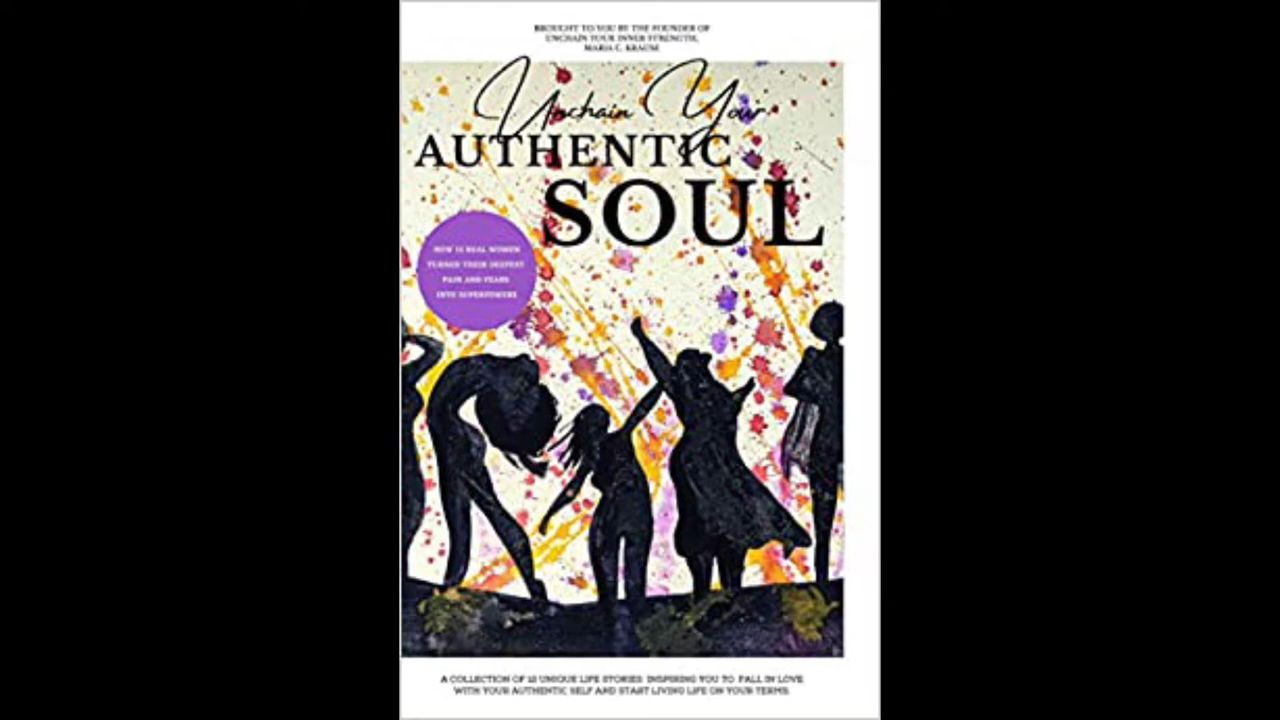 BROUGHT TO YOU BY THE FOUNDER OF
UNCHAIN YOUR INNER STRENGTH,
MARIA C. KRAUSE
Unchain Your
AUTHENTIC
SOUL
HOW 12 REAL WOMEN
TURNED THEIR DEEPEST
PAIN AND FEARS
INTO SUPERPOWERS
A COLLECTION OF 12 UNIQUE LIFE STORIES INSPIRING YOU TO FALL IN LOVE
WITH YOUR AUTHENTIC SELF AND START LIVING LIFE ON YOUR TERMS.